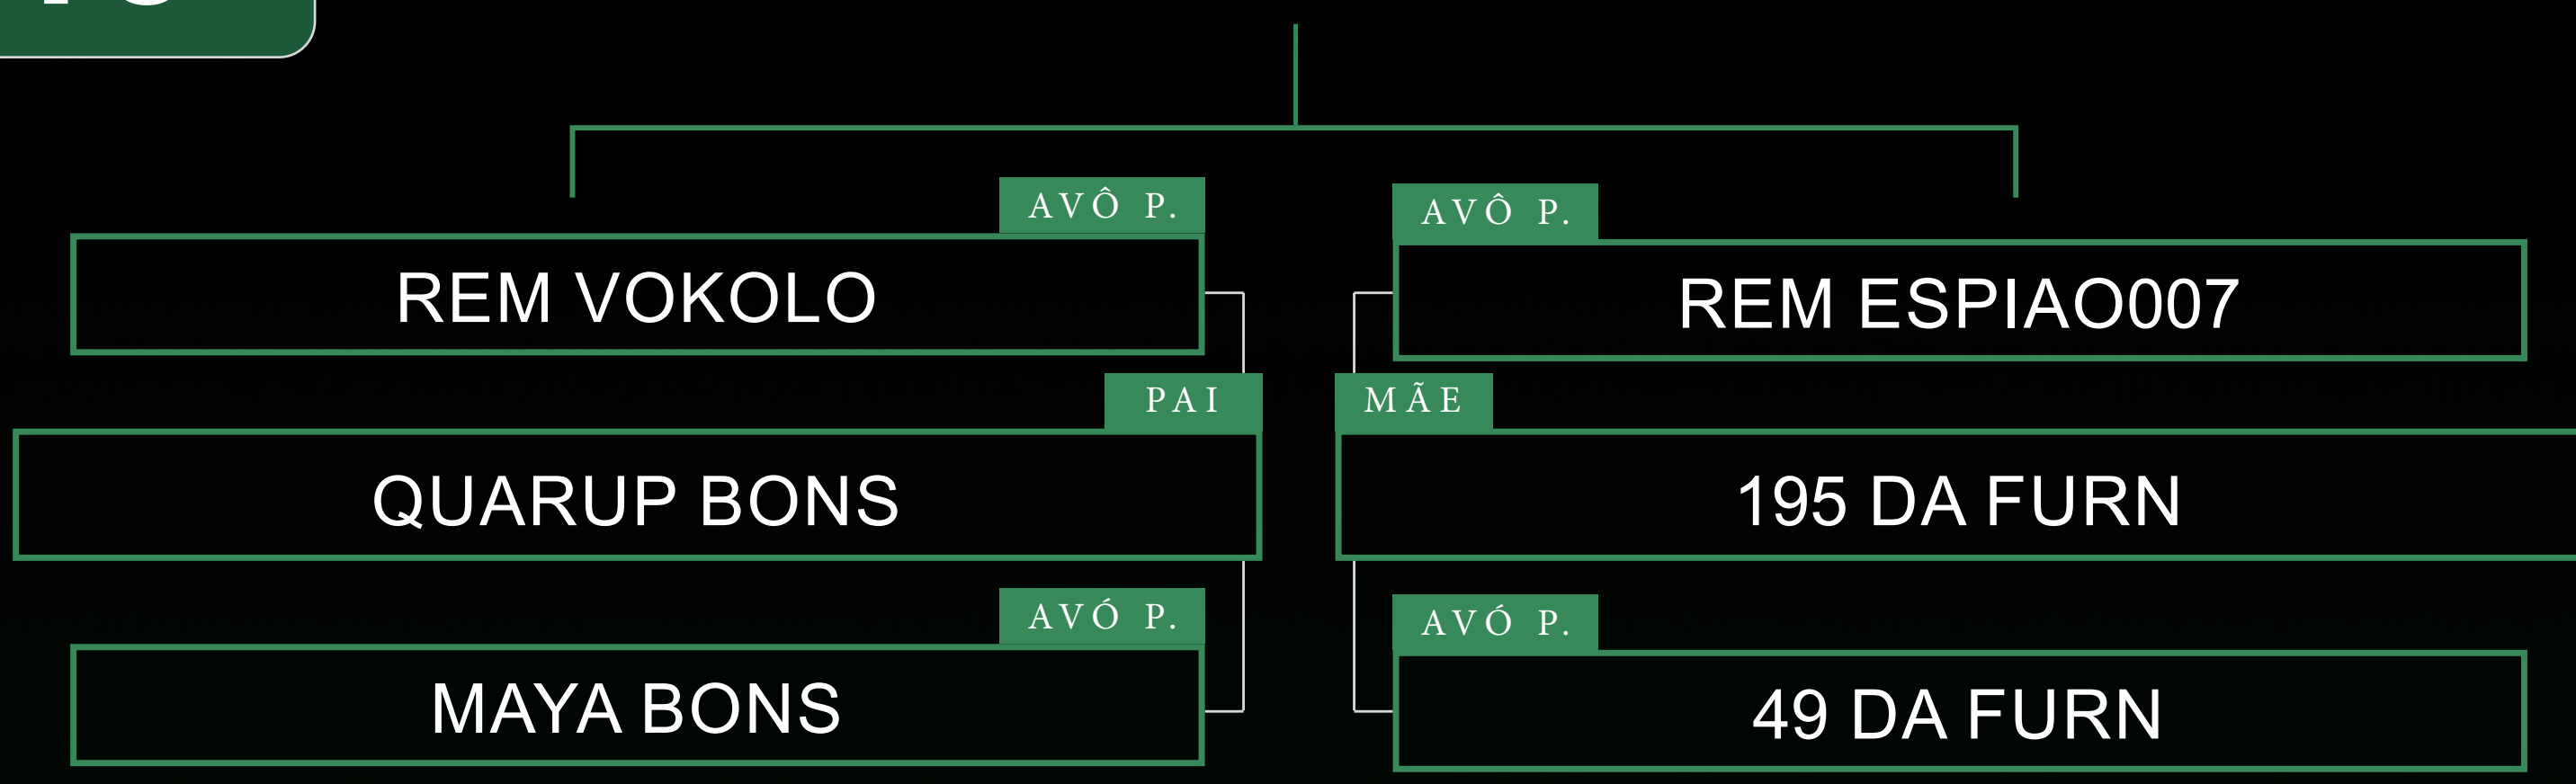 AVÔ P.
REM VOKOLO
PAI
QUARUP BONS
AVÓ P.
MAYA BONS
AVÔ P.
REM ESPIAO007
MÃE
195 DA FURN
AVÓ P.
49 DA FURN